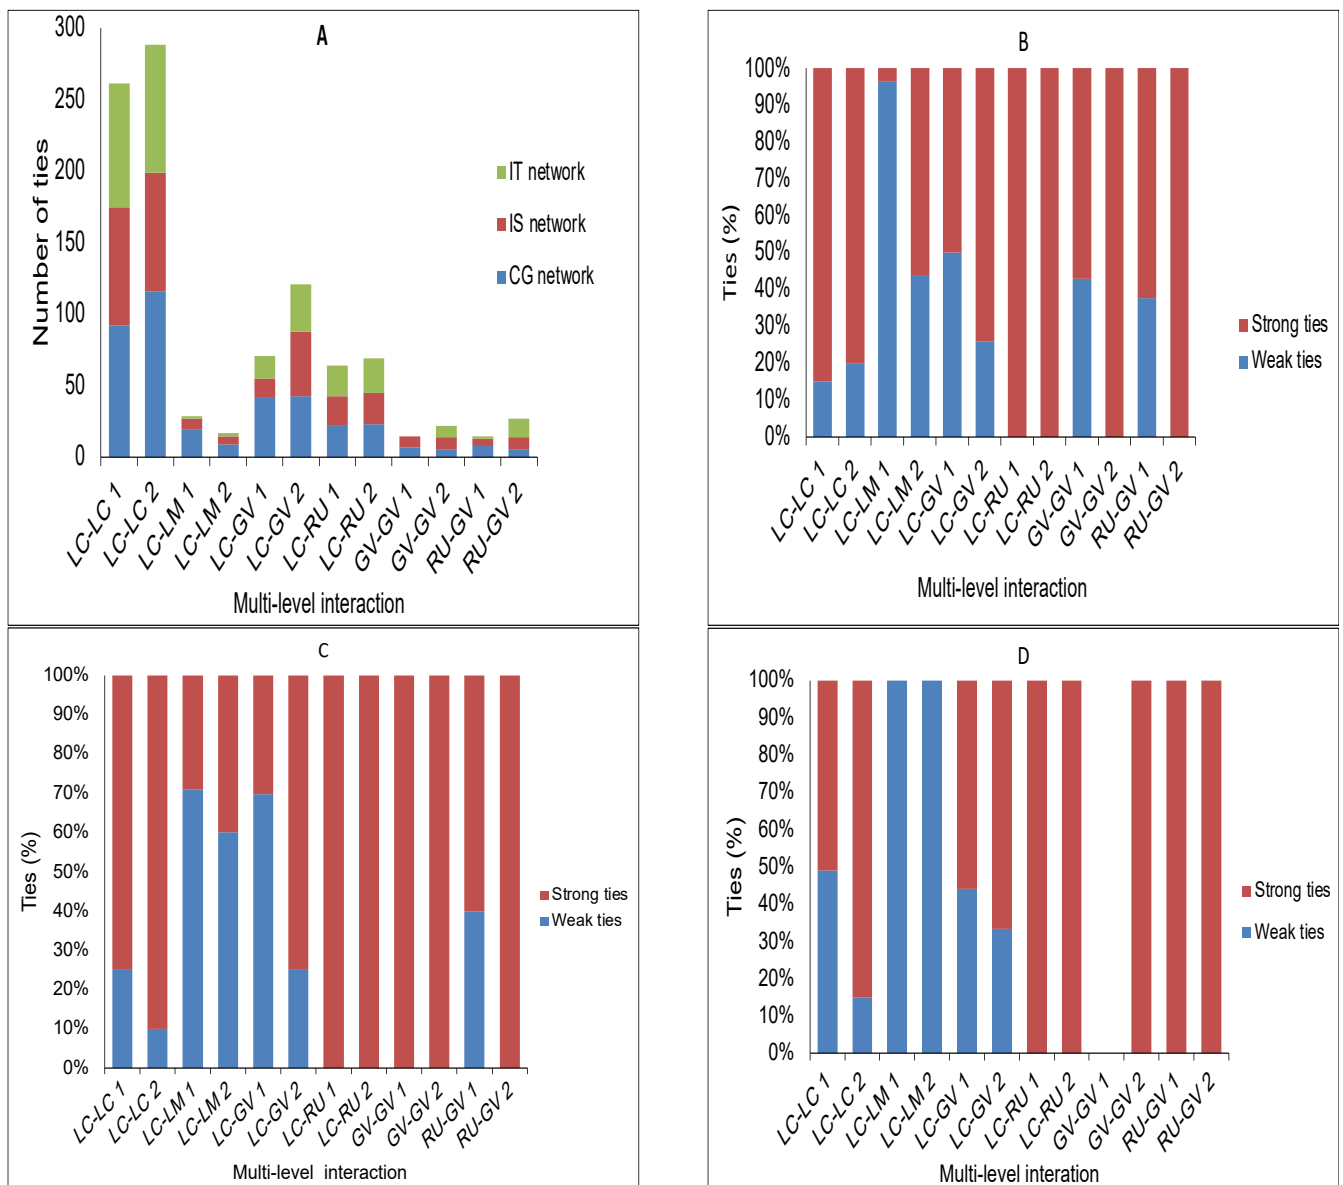 A
300
250
200
150
100
50
0
Number of ties
IT network
IS network
CG network
LC-LC 1
LC-LC 2
LC-LM 1
LC-LM 2
LC-GV 1
LC-GV 2
LC-RU 1
LC-RU 2
GV-GV 1
GV-GV 2
RU-GV 1
RU-GV 2
Multi-level interaction
B
100%
90%
80%
70%
60%
50%
40%
30%
20%
10%
0%
Ties (%)
Strong ties
Weak ties
LC-LC 1
LC-LC 2
LC-LM 1
LC-LM 2
LC-GV 1
LC-GV 2
LC-RU 1
LC-RU 2
GV-GV 1
GV-GV 2
RU-GV 1
RU-GV 2
Multi-level interaction
C
100%
90%
80%
70%
60%
50%
40%
30%
20%
10%
0%
Ties (%)
Strong ties
Weak ties
LC-LC 1
LC-LC 2
LC-LM 1
LC-LM 2
LC-GV 1
LC-GV 2
LC-RU 1
LC-RU 2
GV-GV 1
GV-GV 2
RU-GV 1
RU-GV 2
Multi-level interaction
D
100%
90%
80%
70%
60%
50%
40%
30%
20%
10%
0%
Ties (%)
Strong ties
Weak ties
LC-LC 1
LC-LC 2
LC-LM 1
LC-LM 2
LC-GV 1
LC-GV 2
LC-RU 1
LC-RU 2
GV-GV 1
GV-GV 2
RU-GV 1
RU-GV 2
Multi-level interation